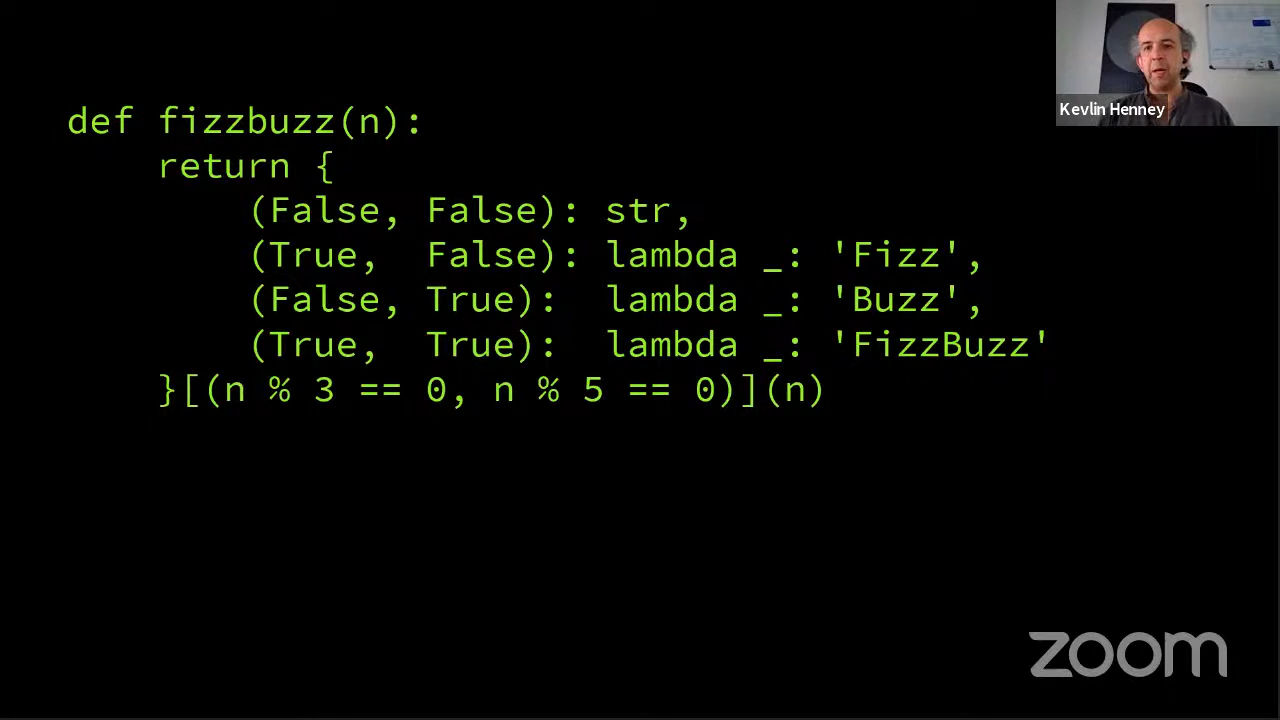 Kevlin Henney
def fizzbuzz(n):
    return {
        (False, False): str,
        (True,  False): lambda _: 'Fizz',
        (False, True):  lambda _: 'Buzz',
        (True,  True):  lambda _: 'FizzBuzz'
    }[(n % 3 == 0, n % 5 == 0)](n)
zoom